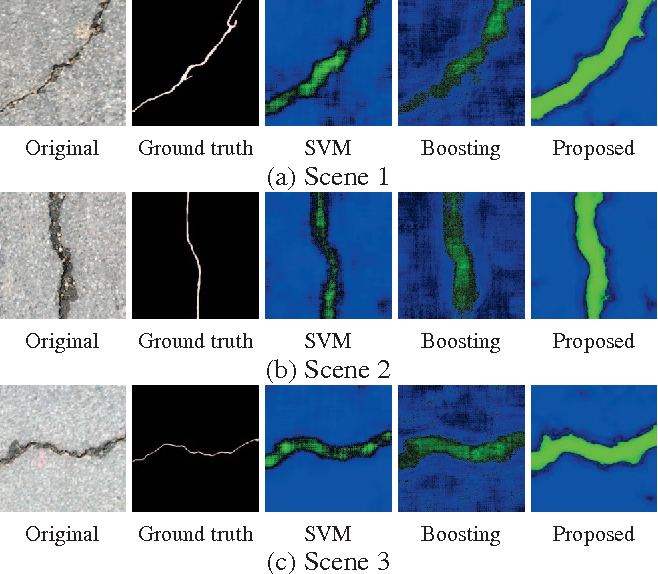 Original Ground truth SVM Boosting Proposed
(a) Scene 1
Original Ground truth SVM Boosting Proposed
(b) Scene 2
Original Ground truth SVM Boosting Proposed
(c) Scene 3